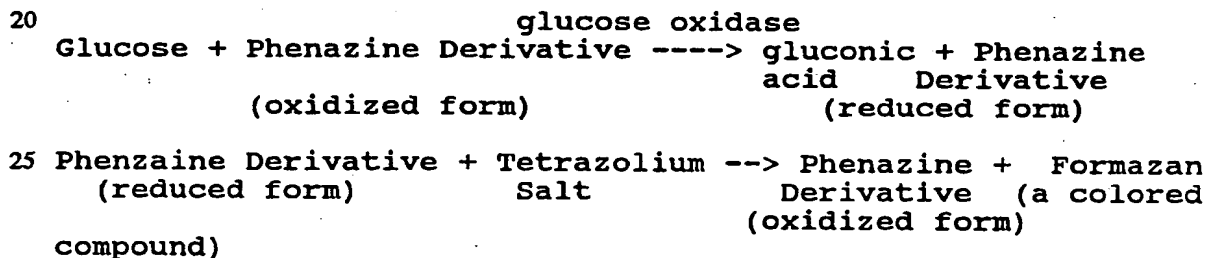 20 glucose oxidase
Glucose + Phenazine Derivative ----> gluconic + Phenazine
acid Derivative
(oxidized form) (reduced form)
25 Phenzaine Derivative + Tetrazolium --> Phenazine + Formazan
(reduced form) Salt Derivative (a colored
(oxidized form)
compound)